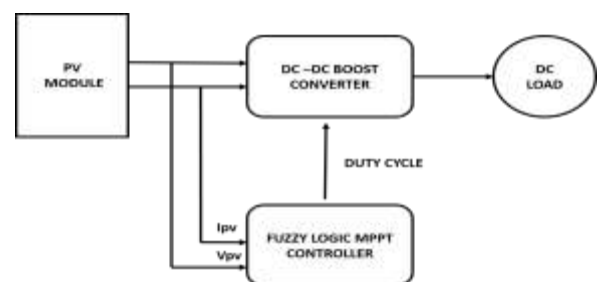 PV
MODULE
DC –DC BOOST
CONVERTER
DC
LOAD
DUTY CYCLE
Ipv
Vpv
FUZZY LOGIC MPPT
CONTROLLER